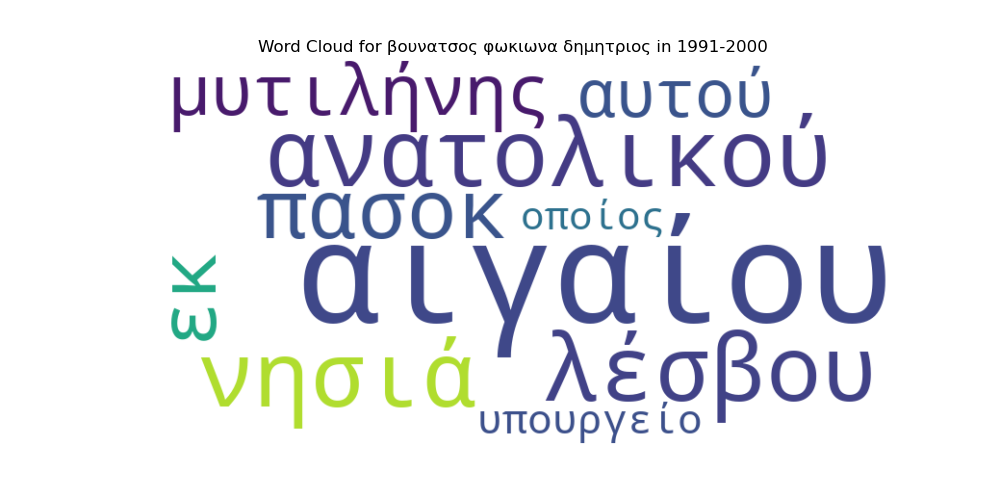 Word Cloud for βουνατσος φωκιωνα δημητριος in 1991-2000
μυτιλήνης αυτού
ανατολικού
πασοκ οποίος
αιγαίου
εκ
νησιά λέσβου
υπουργείο